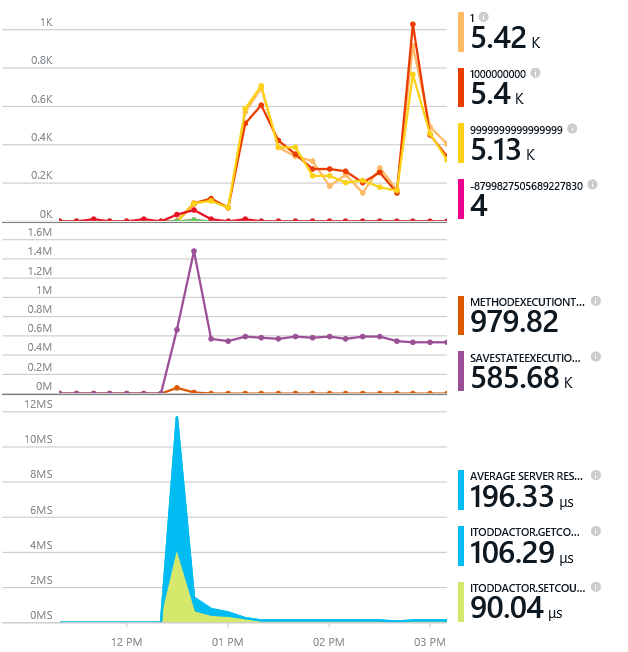 1K
0.8K
0.6K
0.4K
0.2K
0K
1
5.42 K
1000000000
5.4 K
9999999999999999
5.13 K
-8799827505689227830
4
1.6M
1.4M
1.2M
1M
0.8M
0.6M
0.4M
0.2M
0M
METHODEXECUTIONT...
979.82
SAVESTATEEXECUTIO...
585.68 K
12MS
10MS
8MS
6MS
4MS
2MS
0MS
AVERAGE SERVER RES...
196.33 µs
ITODDACTOR.GETCO...
106.29 µs
ITODDACTOR.SETCOU...
90.04 µs
12 PM
01 PM
02 PM
03 PM